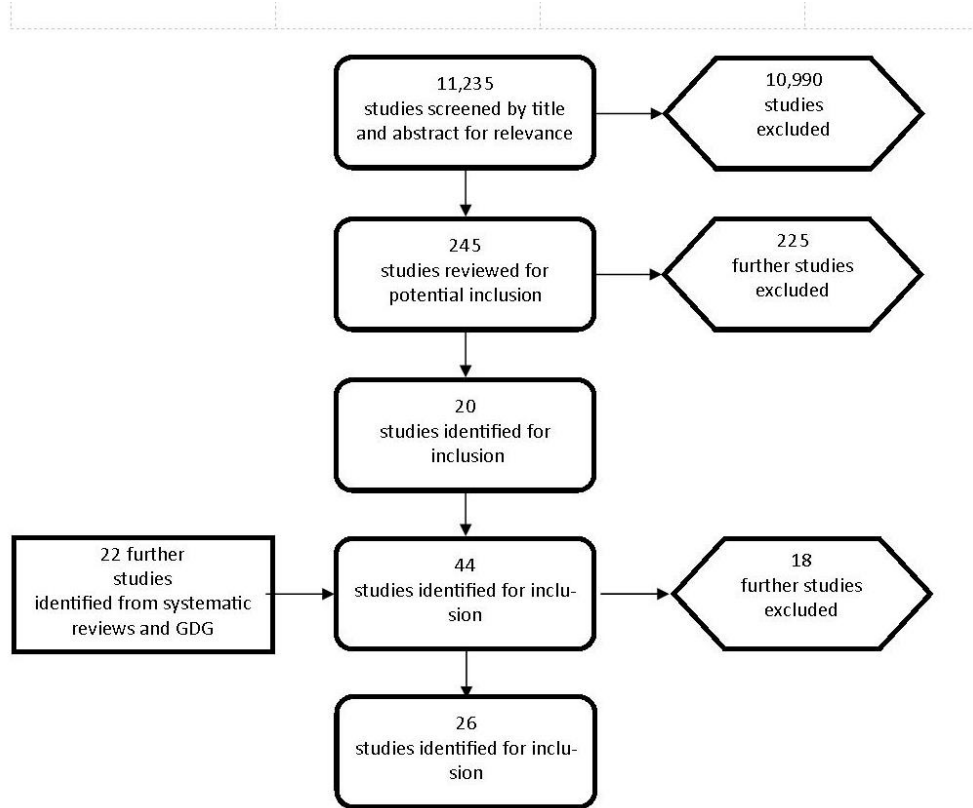 11,235
studies screened by title
and abstract for relevance
10,990
studies
excluded
245
studies reviewed for
potential inclusion
225
further studies
excluded
20
studies identified for
inclusion
22 further
studies
identified from systematic
reviews and GDG
44
studies identified for inclu-
sion
18
further studies
excluded
26
studies identified for inclu-
sion